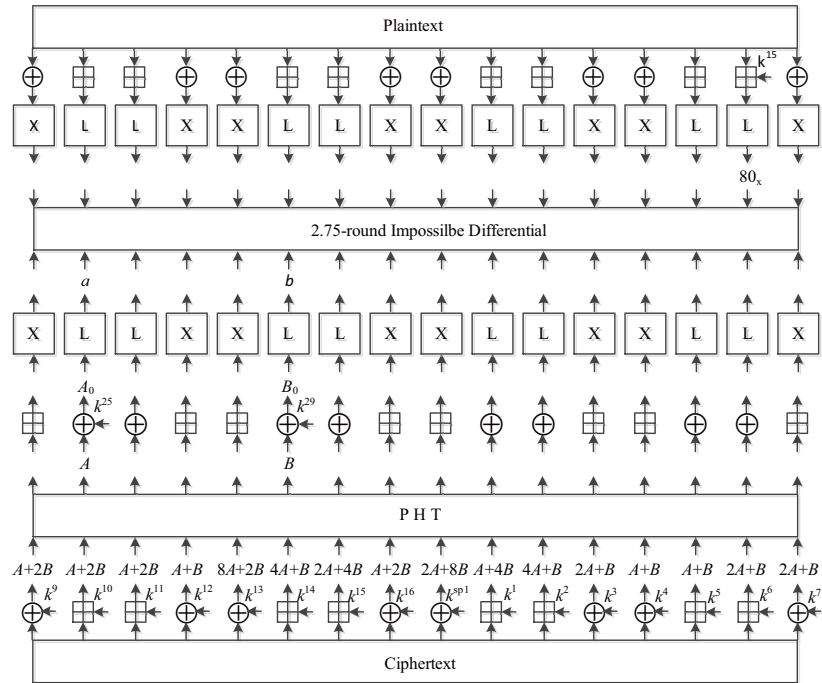 Plaintext
k15
X L L X X L L X X L L X X L L X
80x
2.75-round Impossilbe Differential
a b
X L L X X L L X X L L X X L L X
A0 B0
k25 k29
A B
P H T
A+2B A+2B A+2B A+B 8A+2B 4A+B 2A+4B A+2B 2A+8B A+4B 4A+B 2A+B A+B A+B 2A+B 2A+B
k9 k10 k11 k12 k13 k14 k15 k16 ksp1 k1 k2 k3 k4 k5 k6 k7
Ciphertext